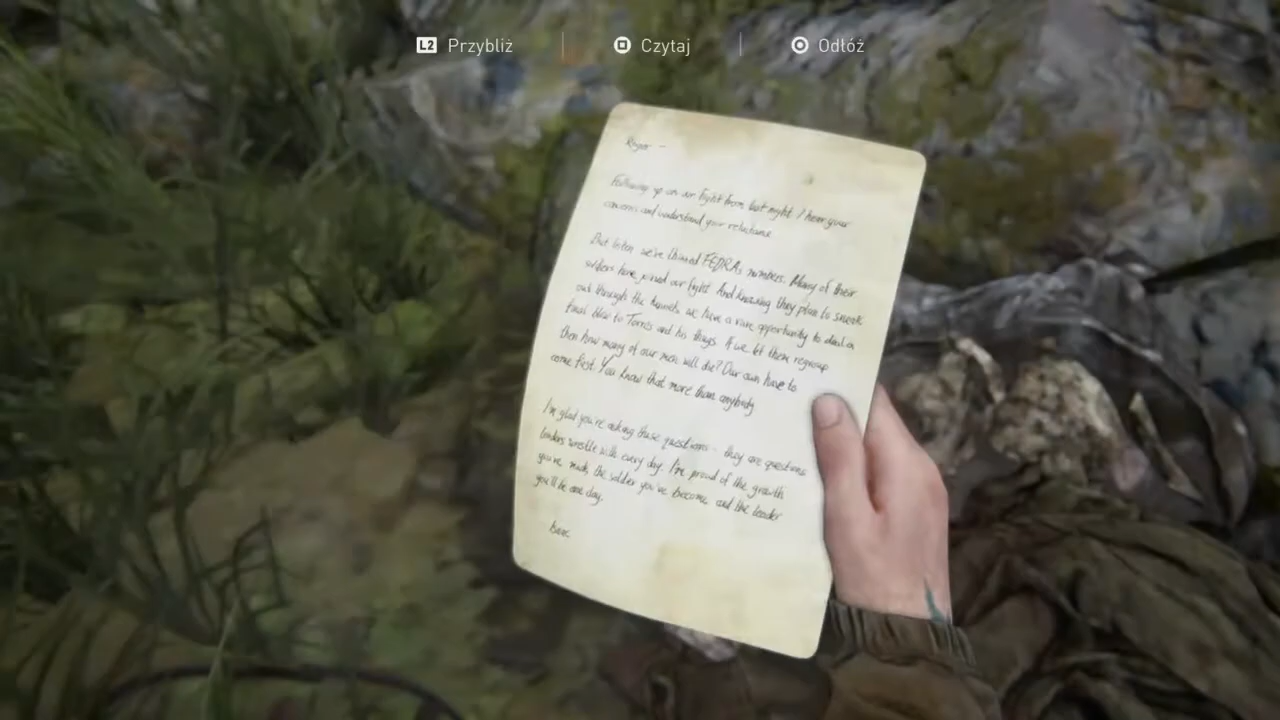 Przybliż
Czytaj
Odłóż
Following up on our fight from last night. I hear your
concerns and understand your reluctance.
But listen we've thinned FEDRA's numbers. Many of their
soldiers have joined our fight. And knowing they plan to sneak
out through the tunnels we have a rare opportunity to deal a
final blow to Torres and his thugs. If we let them regroup
then how many of our men will die? Our own have to
come first. You know that more than anybody
I'm glad you're asking these questions - they are questions
leaders wrestle with every day. I'm proud of the growth
you've made, the soldier you've become and the leader
you'll be one day.
Isaac